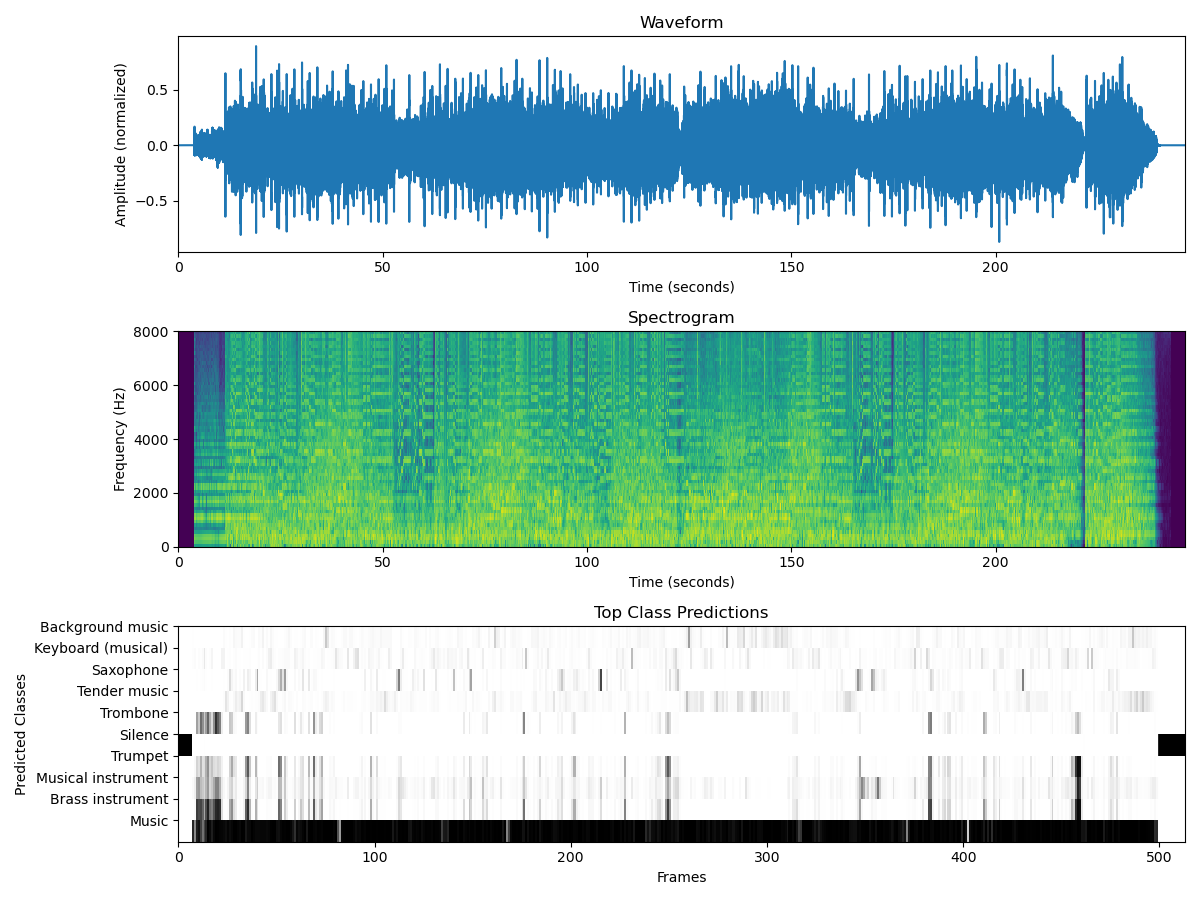 Waveform
Amplitude (normalized)
0.5
0.0
−0.5
0 50 100 150 200
Time (seconds)
Spectrogram
Frequency (Hz)
8000
6000
4000
2000
0
0 50 100 150 200
Time (seconds)
Top Class Predictions
Predicted Classes
Background music
Keyboard (musical)
Saxophone
Tender music
Trombone
Silence
Trumpet
Musical instrument
Brass instrument
Music
0 100 200 300 400 500
Frames